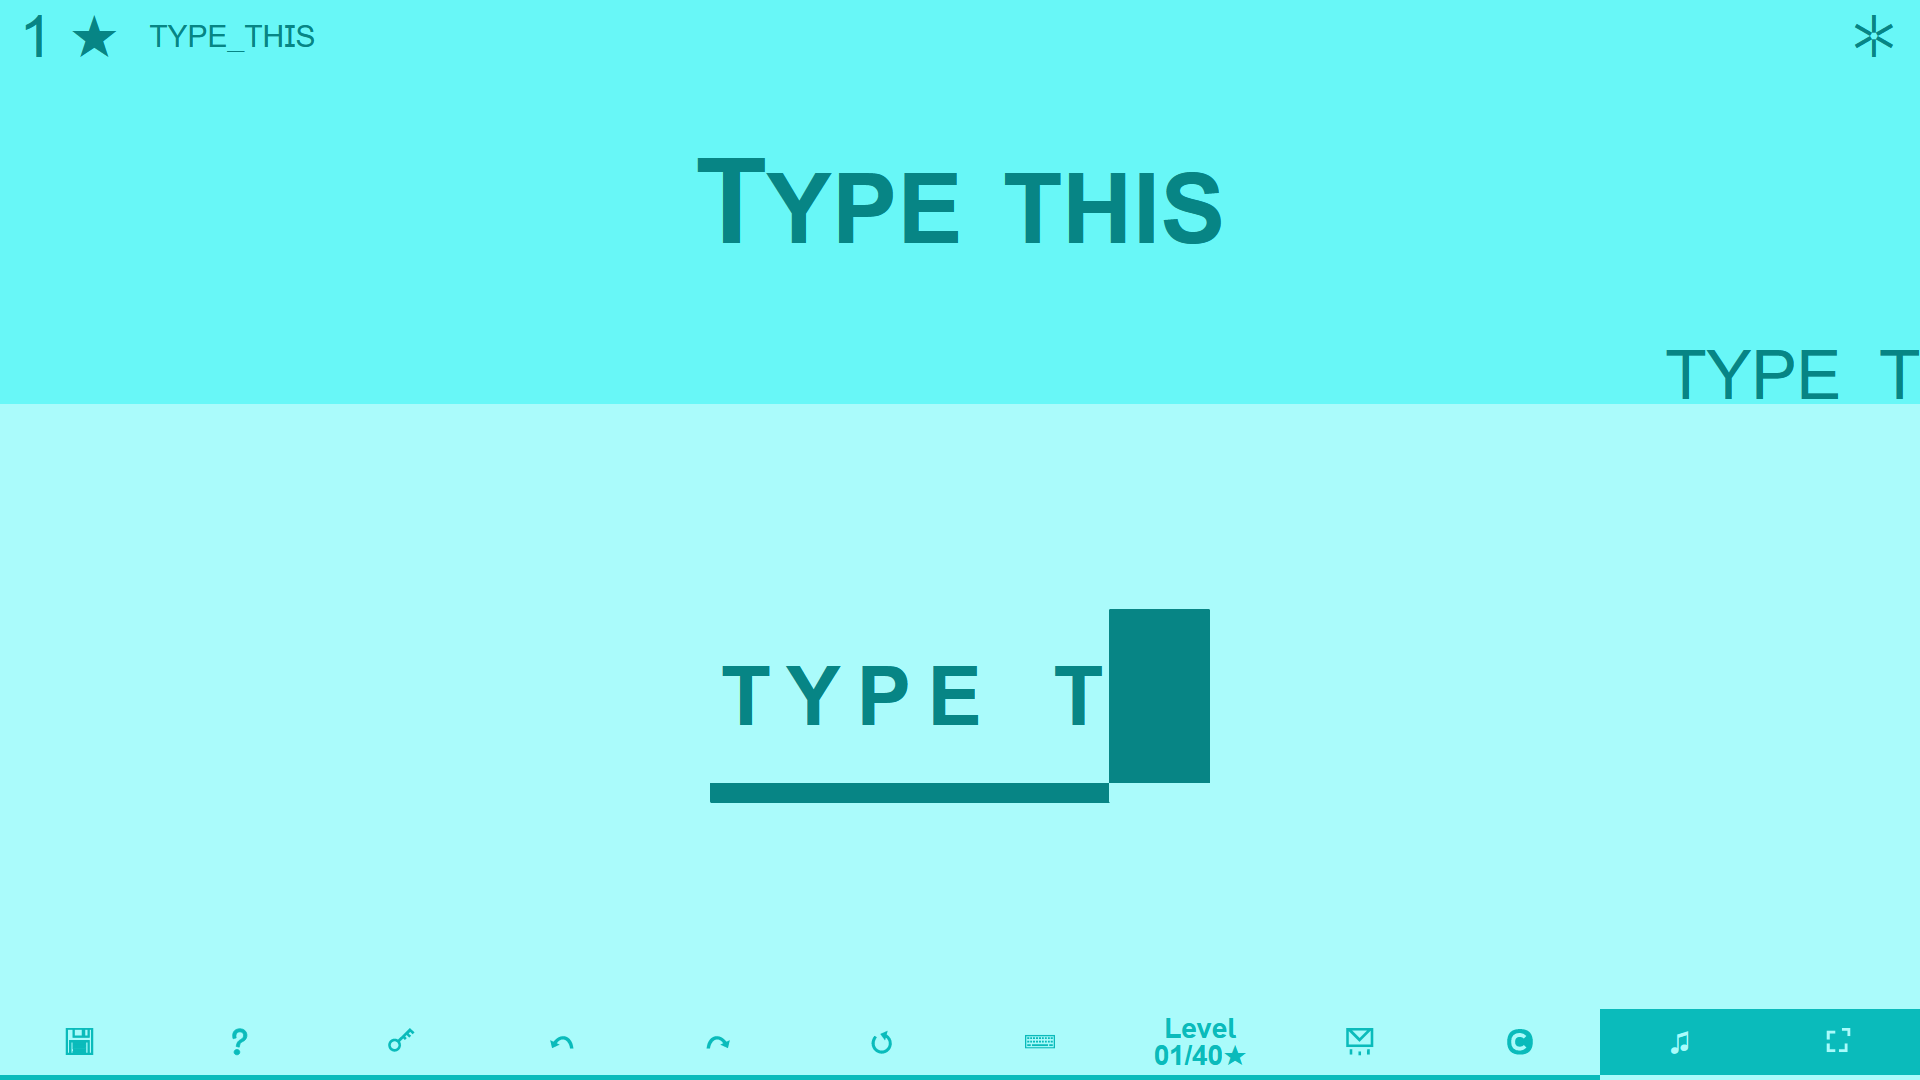 1 ★ TYPE_THIS
TYPE THIS
TYPE T
TYPE T
?
Level
01/40★
C